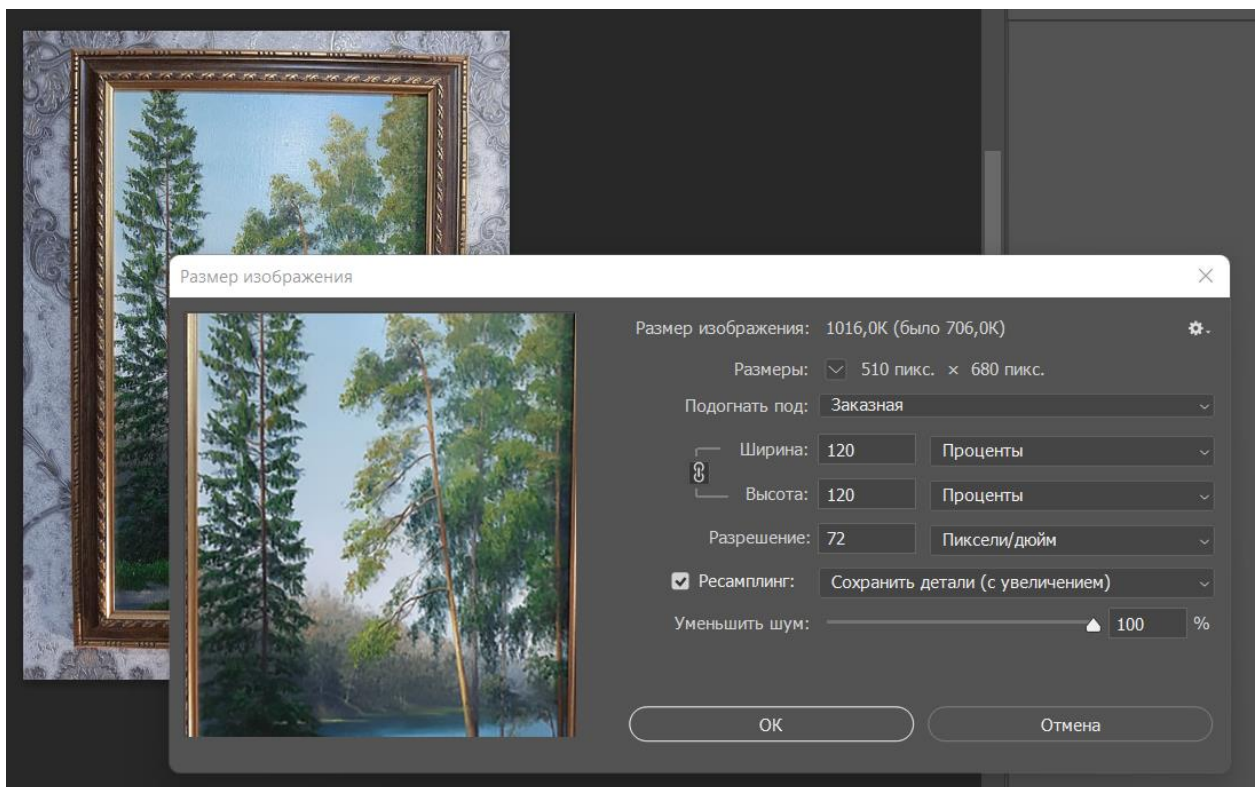 Размер изображения
Размер изображения: 1016,0K (было 706,0K)
Размеры: 510 пикс. × 680 пикс.
Подогнать под: Заказная
Ширина: 120 Проценты
Высота: 120 Проценты
Разрешение: 72 Пиксели/дюйм
Ресамплинг: Сохранить детали (с увеличением)
Уменьшить шум: 100 %
ОК Отмена